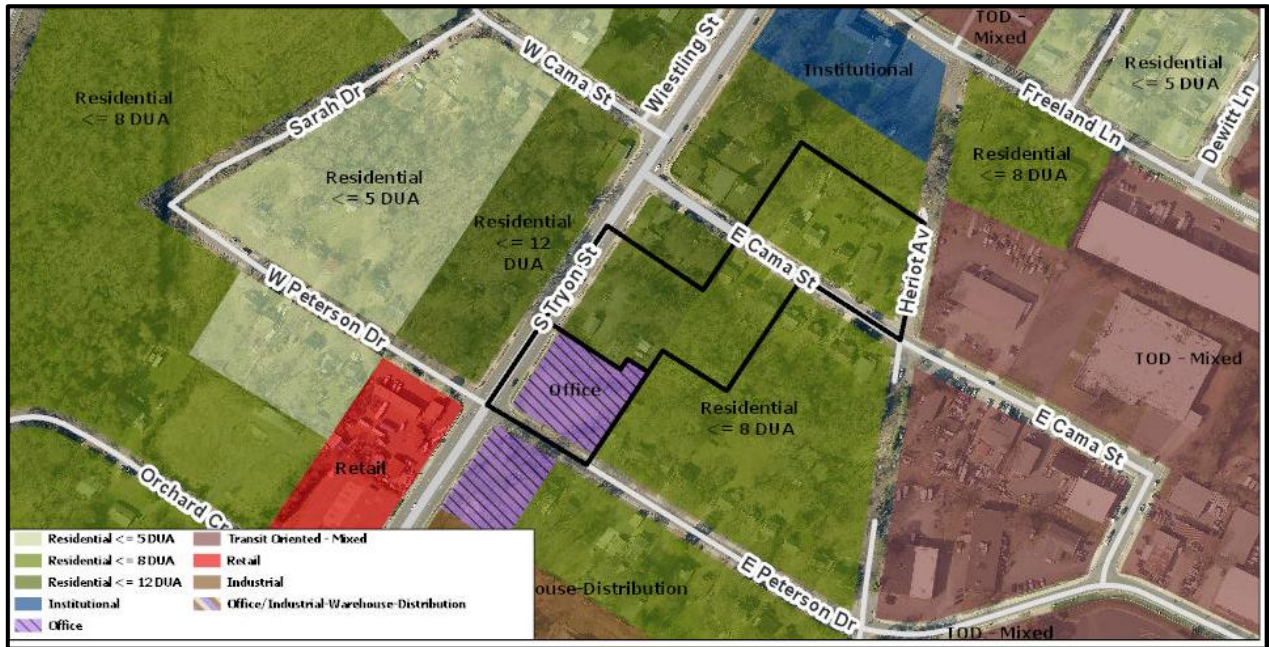 TOD -
Mixed
Wiestling St
W Cama St
Institutional
Residential
<= 5 DUA
Residential
<= 8 DUA
Sarah Dr
Freeland Ln
Dewitt Ln
Residential
<= 5 DUA
Residential
<= 8 DUA
Residential
<= 12
DUA
E Cama St
S Tryon St
Heriot Av
W Peterson Dr
TOD - Mixed
Office
Residential
<= 8 DUA
E Cama St
Retail
Orchard Cr
Residential <= 5 DUA
Residential <= 8 DUA
Residential <= 12 DUA
Institutional
Office
Transit Oriented - Mixed
Retail
Industrial
Office/Industrial-Warehouse-Distribution
ouse-Distribution
E Peterson Dr
TOD - Mixed